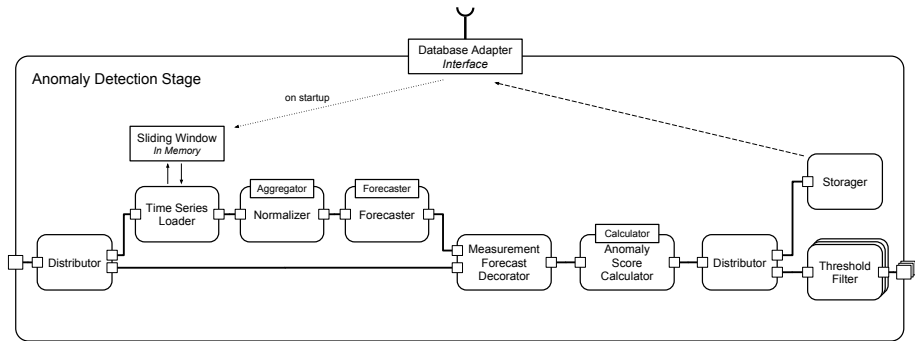 Database Adapter
Interface
Anomaly Detection Stage
on startup
Sliding Window
In Memory
Storager
Aggregator
Forecaster
Time Series
Loader
Normalizer
Forecaster
Calculator
Distributor
Measurement
Forecast
Decorator
Anomaly
Score
Calculator
Distributor
Threshold
Filter